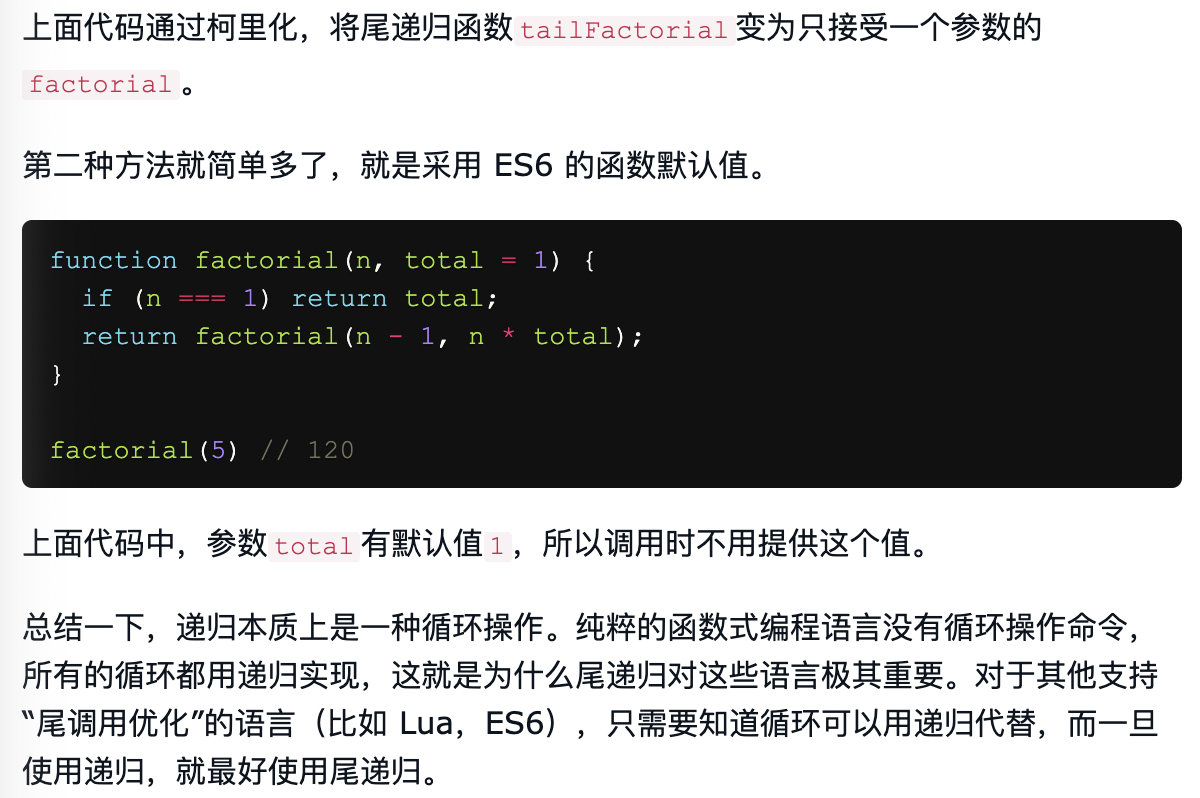 上面代码通过柯里化，将尾递归函数tailFactorial变为只接受一个参数的
factorial。
第二种方法就简单多了，就是采用 ES6 的函数默认值。
function factorial(n, total = 1) {
  if (n === 1) return total;
  return factorial(n - 1, n * total);
}
factorial(5) // 120
上面代码中，参数total有默认值1，所以调用时不用提供这个值。
总结一下，递归本质上是一种循环操作。纯粹的函数式编程语言没有循环操作命令，
所有的循环都用递归实现，这就是为什么尾递归对这些语言极其重要。对于其他支持
“尾调用优化”的语言（比如 Lua，ES6），只需要知道循环可以用递归代替，而一旦
使用递归，就最好使用尾递归。